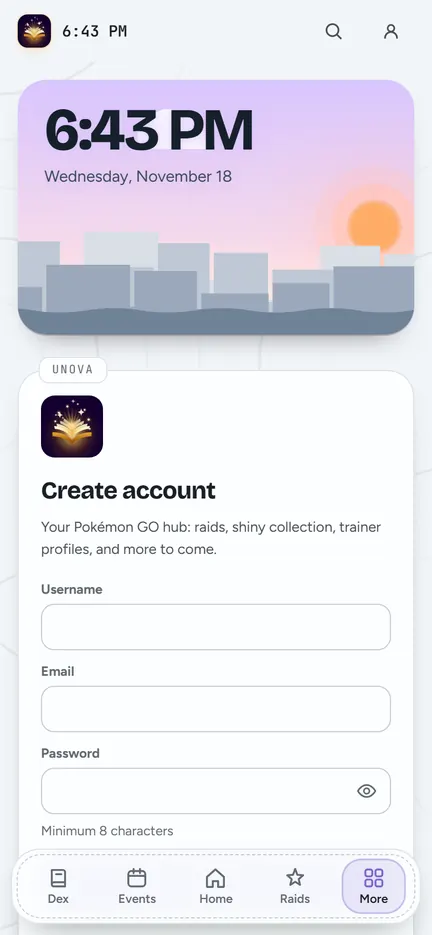 6:43 PM
6:43 PM
Wednesday, November 18
UNOVA
Create account
Your Pokémon GO hub: raids, shiny collection, trainer
profiles, and more to come.
Username
Email
Password
Minimum 8 characters
Dex
Events
Home
Raids
More